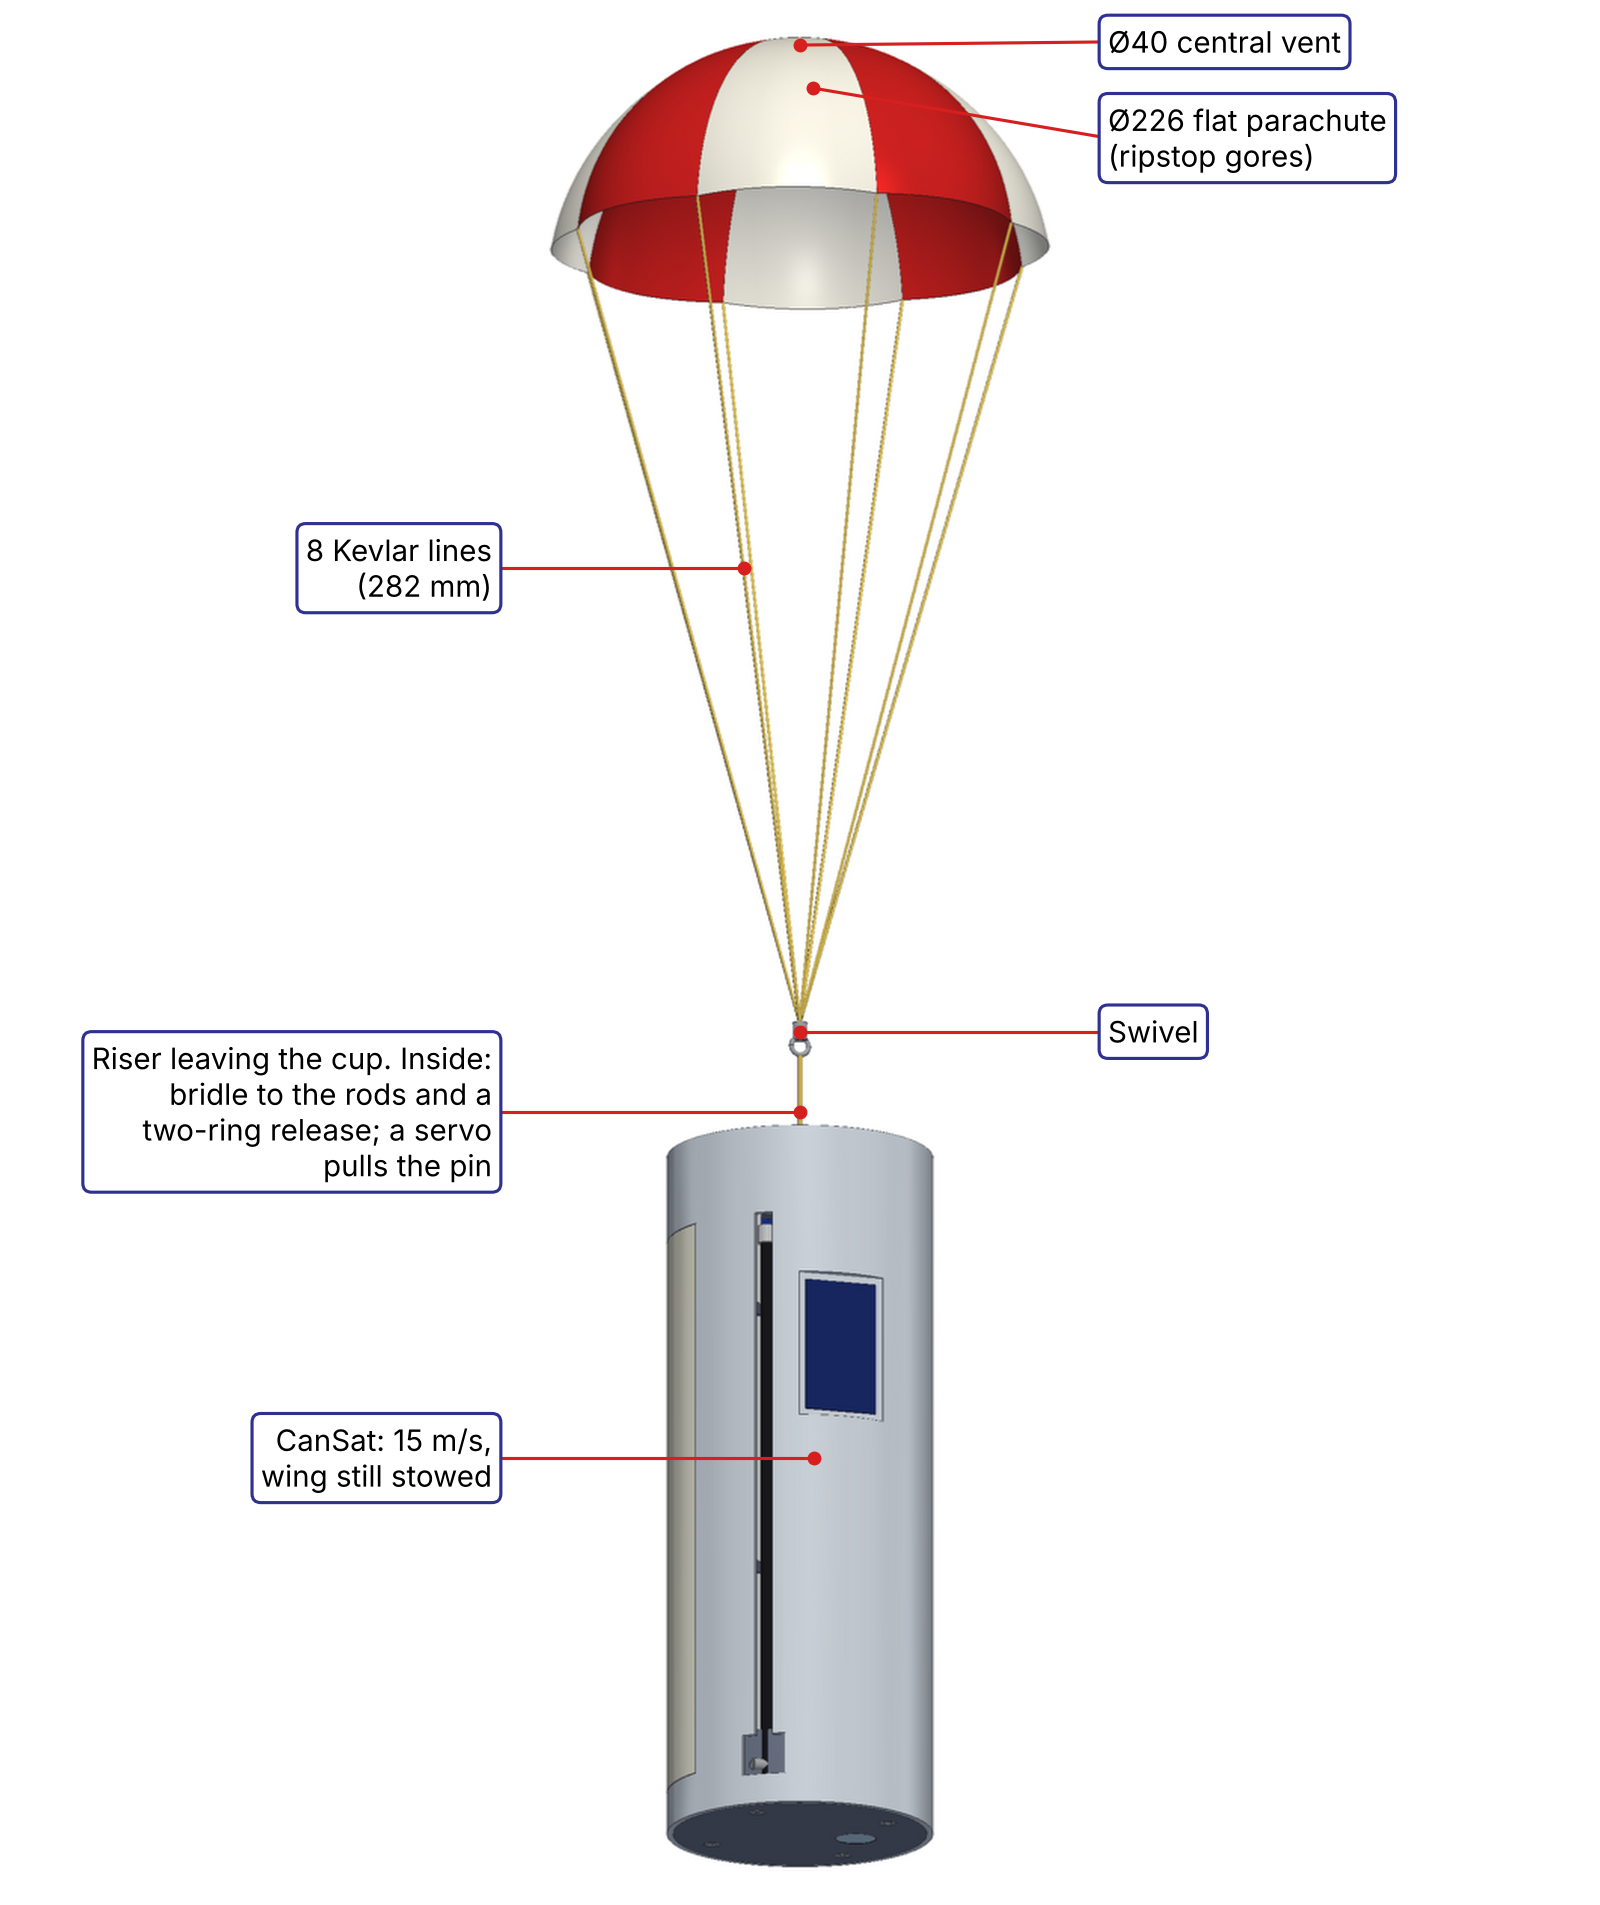 Ø40 central vent
Ø226 flat parachute
(ripstop gores)
8 Kevlar lines
(282 mm)
Swivel
Riser leaving the cup. Inside:
bridle to the rods and a
two-ring release; a servo
pulls the pin
CanSat: 15 m/s,
wing still stowed